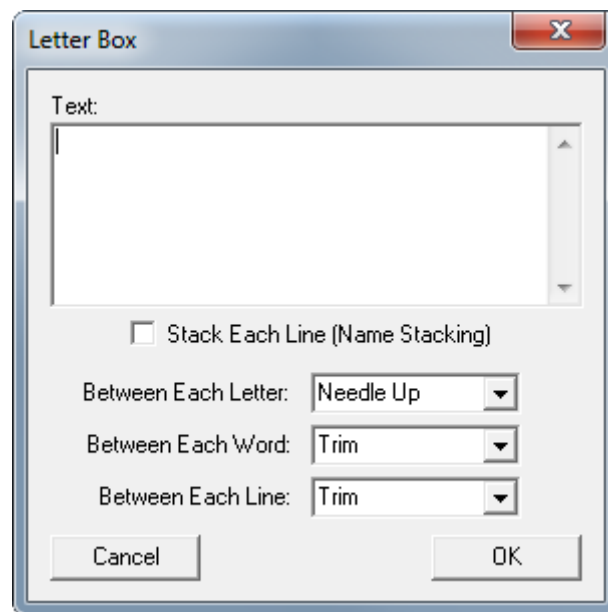 Letter Box
Text:
Stack Each Line (Name Stacking)
Between Each Letter: Needle Up
Between Each Word: Trim
Between Each Line: Trim
Cancel OK